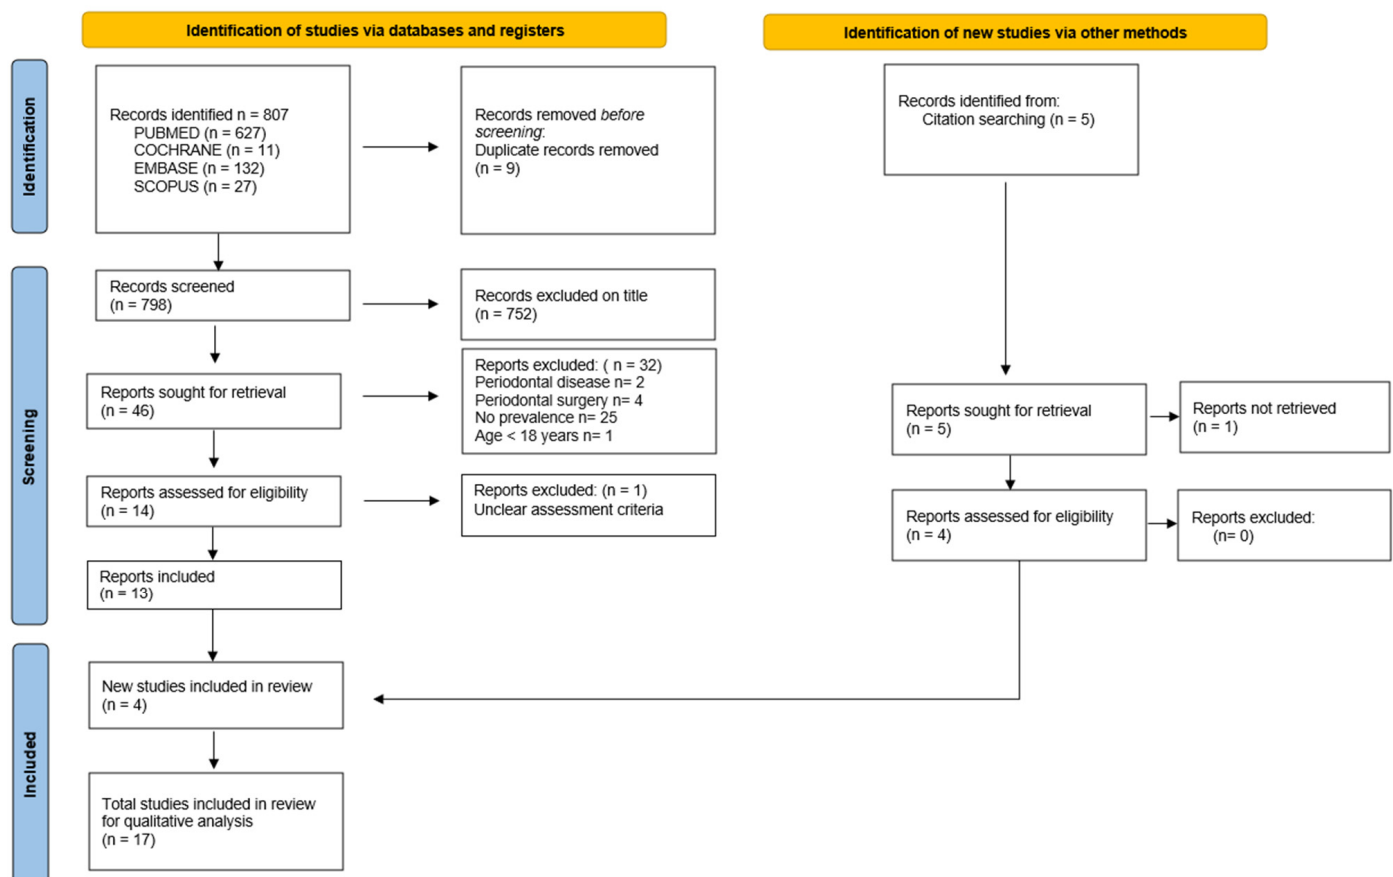 Identification of studies via databases and registers
Identification of new studies via other methods
Identification
Records identified n = 807
PUBMED (n = 627)
COCHRANE (n = 11)
EMBASE (n = 132)
SCOPUS (n = 27)
Records removed before
screening:
Duplicate records removed
(n = 9)
Records identified from:
Citation searching (n = 5)
Screening
Records screened
(n = 798)
Records excluded on title
(n = 752)
Reports sought for retrieval
(n = 46)
Reports excluded: ( n = 32)
Periodontal disease n= 2
Periodontal surgery n= 4
No prevalence n= 25
Age < 18 years n= 1
Reports sought for retrieval
(n = 5)
Reports not retrieved
(n = 1)
Reports assessed for eligibility
(n = 14)
Reports excluded: (n = 1)
Unclear assessment criteria
Reports assessed for eligibility
(n = 4)
Reports excluded:
(n= 0)
Reports included
(n = 13)
Included
New studies included in review
(n = 4)
Total studies included in review
for qualitative analysis
(n = 17)